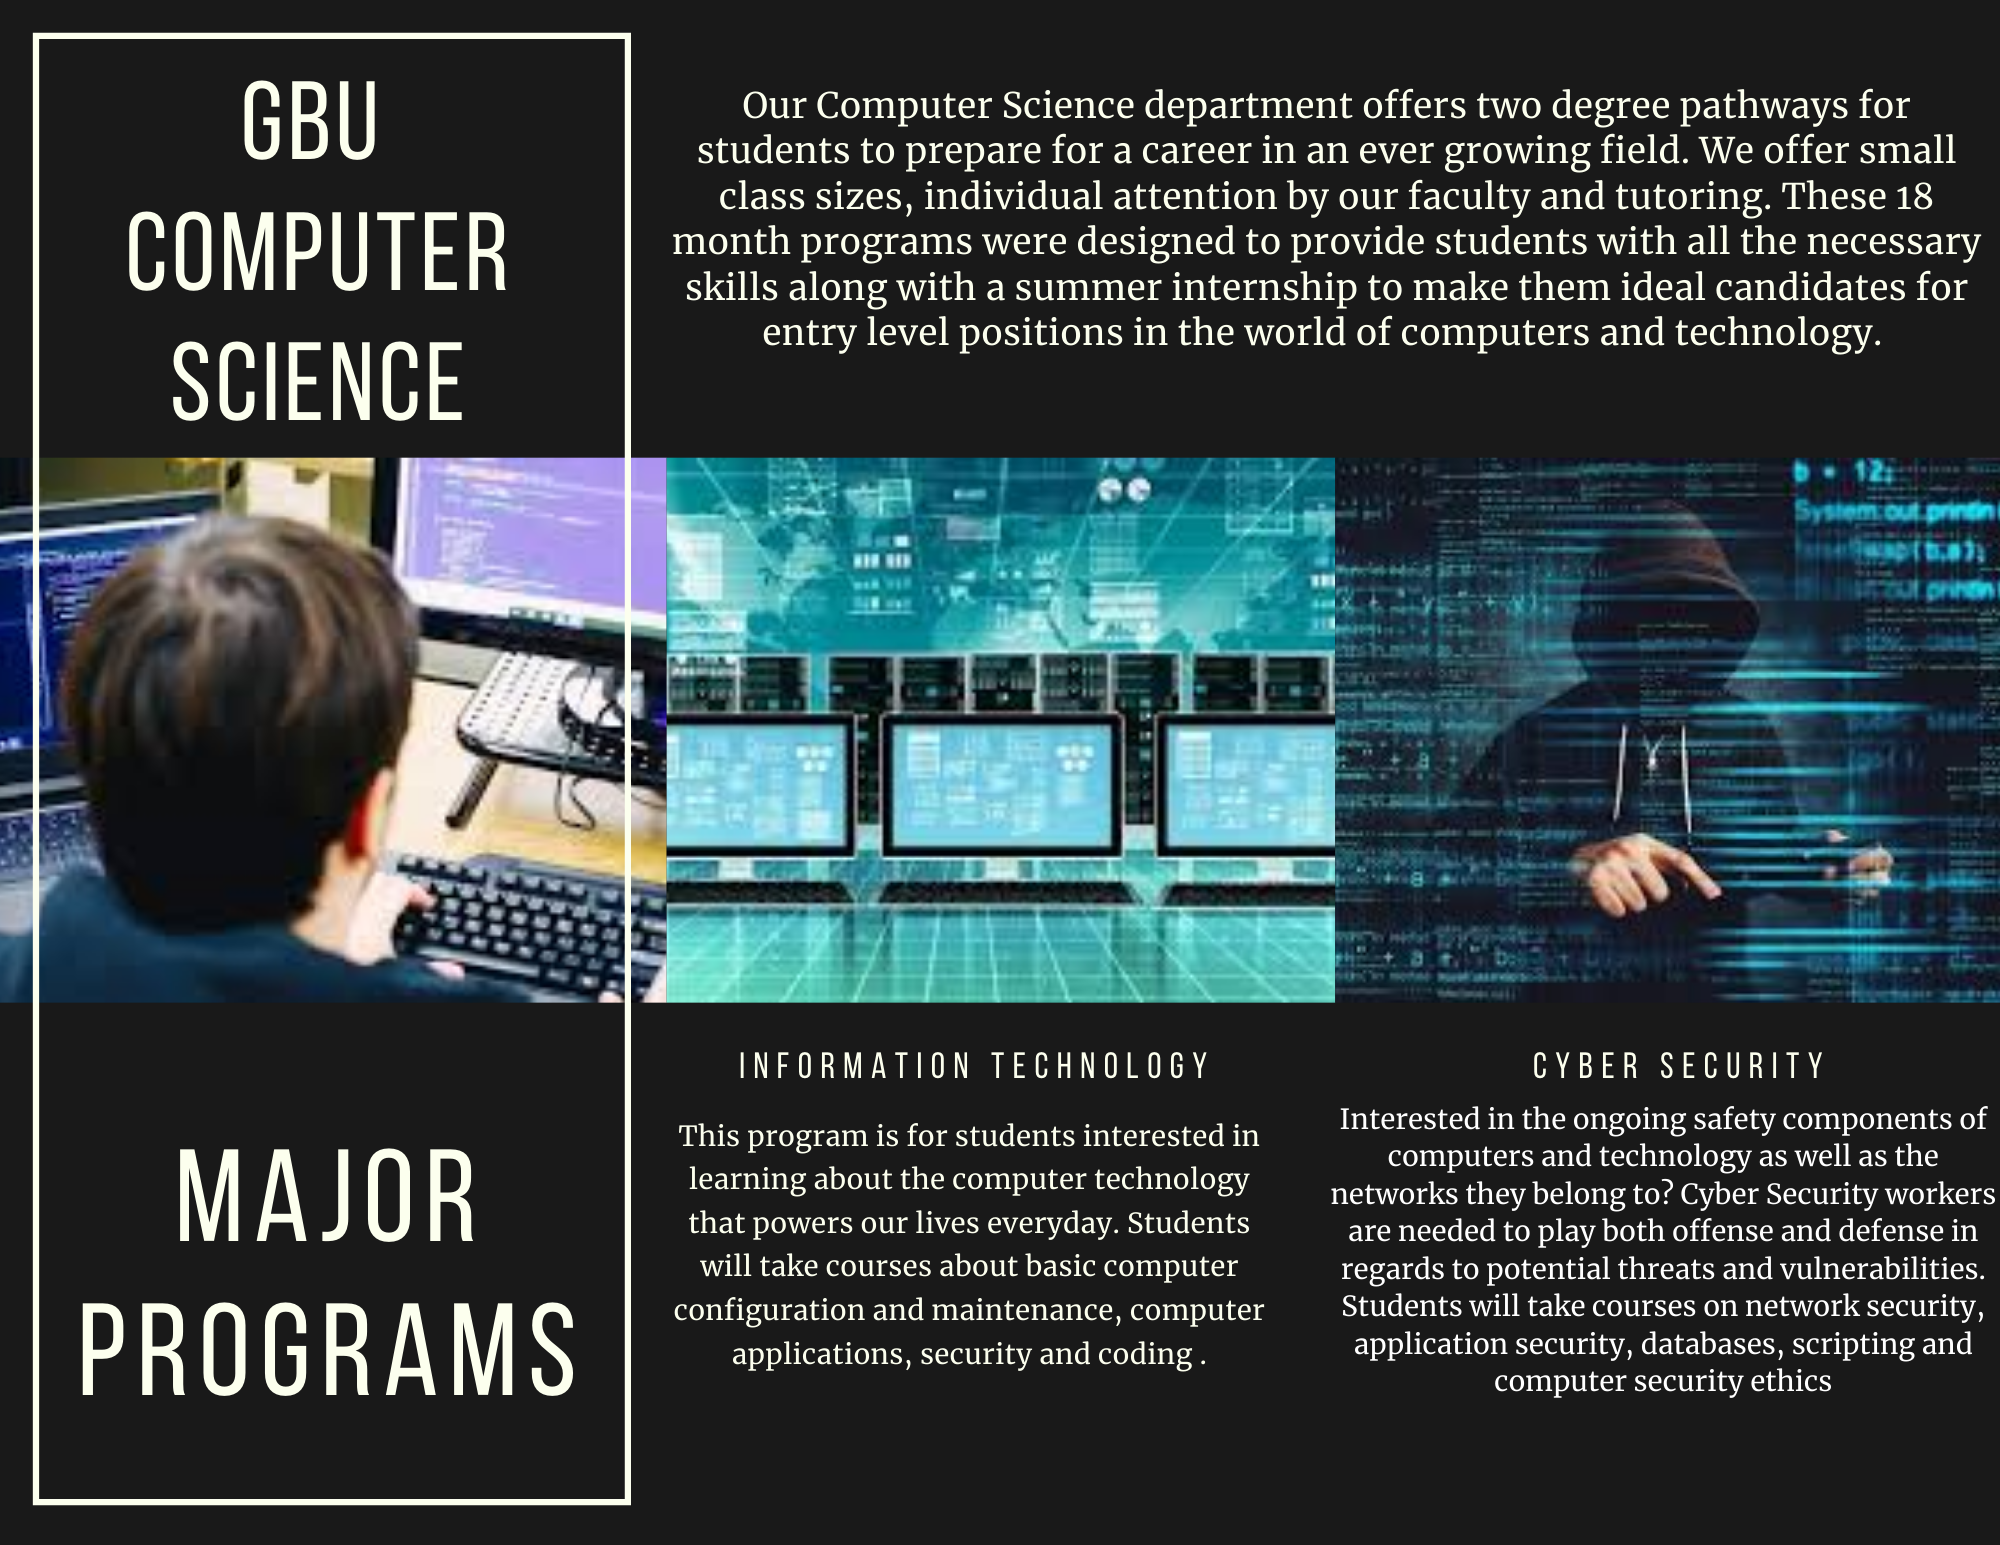 GBU
COMPUTER
SCIENCE
Our Computer Science department offers two degree pathways for
students to prepare for a career in an ever growing field. We offer small
class sizes, individual attention by our faculty and tutoring. These 18
month programs were designed to provide students with all the necessary
skills along with a summer internship to make them ideal candidates for
entry level positions in the world of computers and technology.
b = 12;
System.out.println
MAJOR
PROGRAMS
INFORMATION TECHNOLOGY
This program is for students interested in
learning about the computer technology
that powers our lives everyday. Students
will take courses about basic computer
configuration and maintenance, computer
applications, security and coding .
CYBER SECURITY
Interested in the ongoing safety components of
computers and technology as well as the
networks they belong to? Cyber Security workers
are needed to play both offense and defense in
regards to potential threats and vulnerabilities.
Students will take courses on network security,
application security, databases, scripting and
computer security ethics